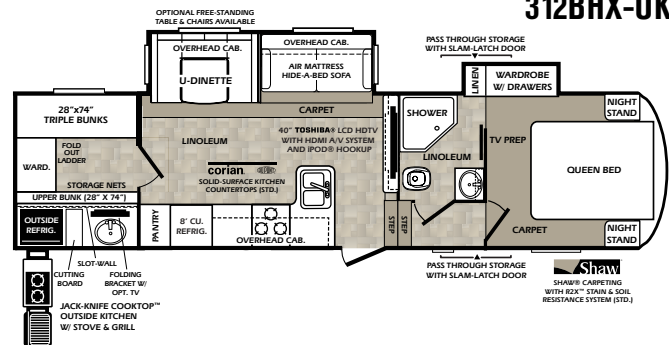 312BHX-OK
OPTIONAL FREE-STANDING
TABLE & CHAIRS AVAILABLE
PASS THROUGH STORAGE
WITH SLAM-LATCH DOOR
OVERHEAD CAB.
U-DINETTE
OVERHEAD CAB.
AIR MATTRESS
HIDE-A-BED SOFA
LINEN
WARDROBE
W/ DRAWERS
28"x74"
TRIPLE BUNKS
CARPET
SHOWER
NIGHT
STAND
FOLD
OUT
LADDER
WARD.
STORAGE NETS
LINOLEUM
40" TOSHIBA® LCD HDTV
WITH HDMI A/V SYSTEM
AND IPOD® HOOKUP
TV PREP
LINOLEUM
QUEEN BED
corian.
SOLID-SURFACE KITCHEN
COUNTERTOPS (STD.)
UPPER BUNK (28" X 74")
OUTSIDE
REFRIG.
PANTRY
8' CU.
REFRIG.
OVERHEAD CAB.
STEP
STEP
CARPET
NIGHT
STAND
SLOT-WALL
CUTTING
BOARD
FOLDING
BRACKET W/
OPT. TV
PASS THROUGH STORAGE
WITH SLAM-LATCH DOOR
Shaw
SHAW® CARPETING
WITH R2X™ STAIN & SOIL
RESISTANCE SYSTEM (STD.)
JACK-KNIFE COOKTOP™
OUTSIDE KITCHEN
W/ STOVE & GRILL